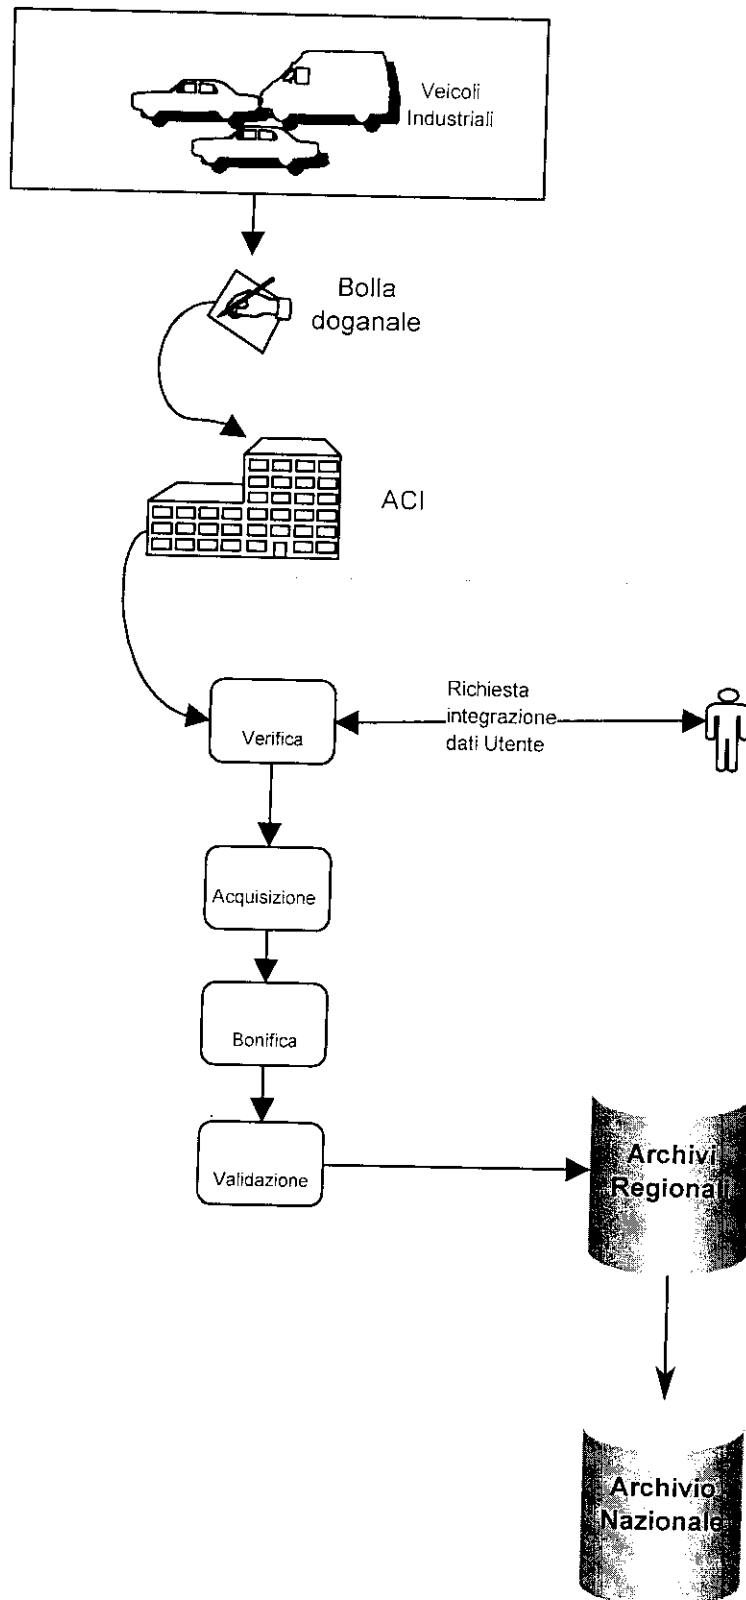 Veicoli
Industriali
Bolla
doganale
ACI
Verifica
Richiesta
integrazione
dati Utente
Acquisizione
Bonifica
Validazione
Archivi
Regionali
Archivio
Nazionale